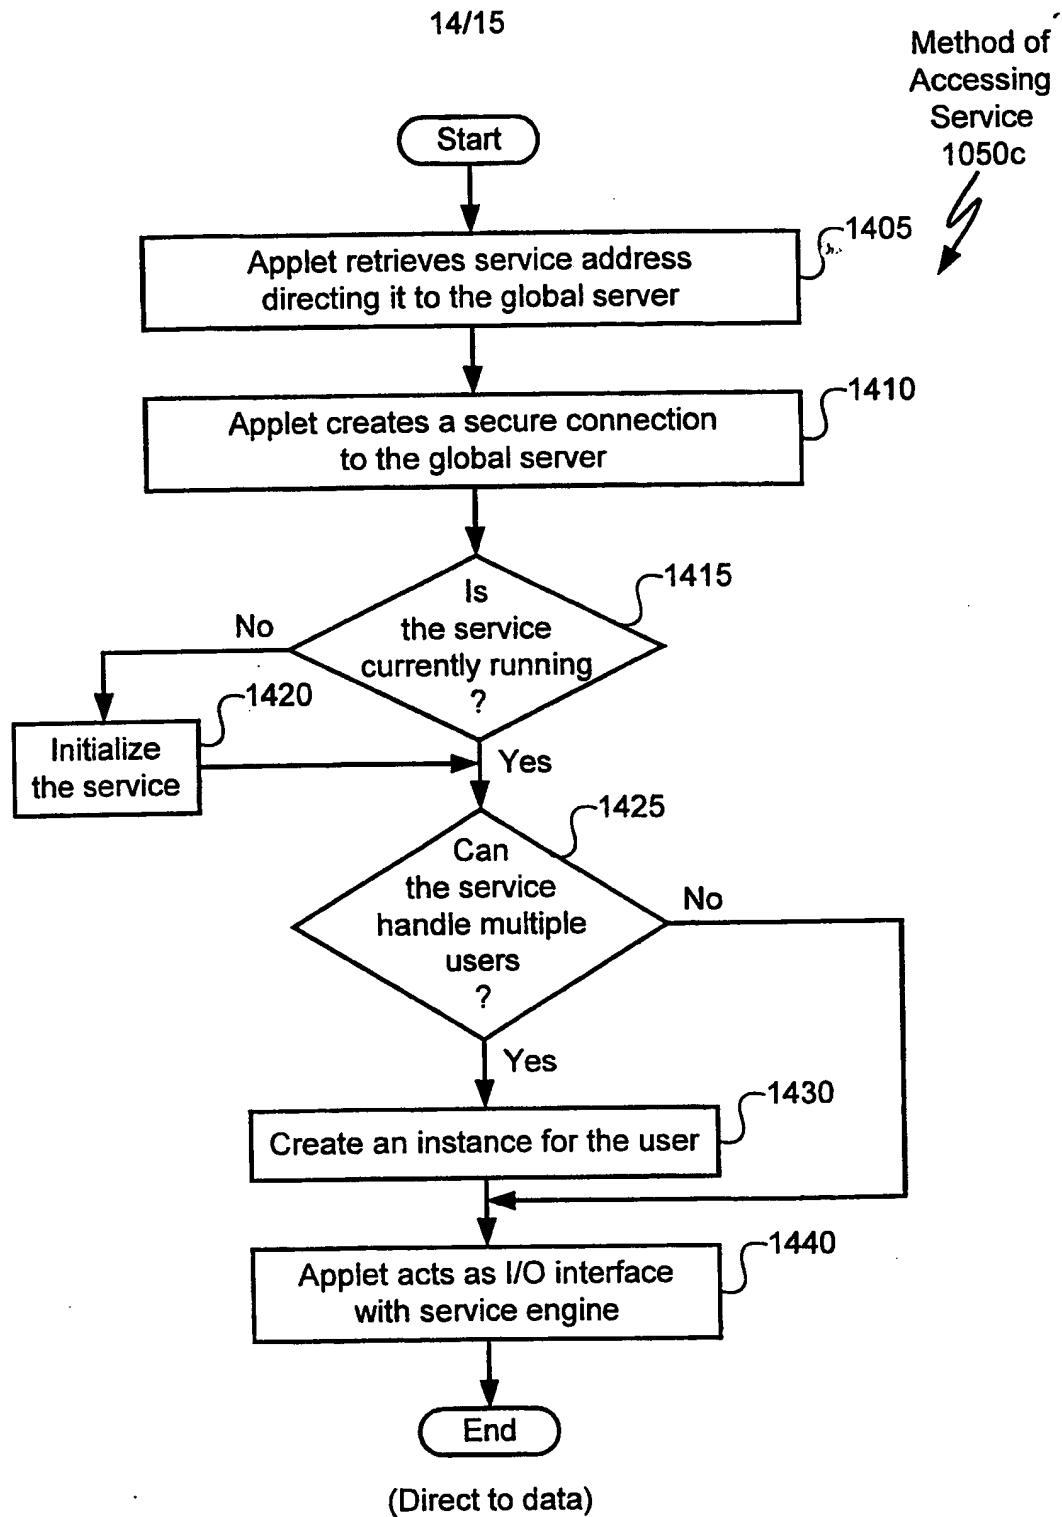 14/15
Method of
Accessing
Service
1050c
Start
1405
Applet retrieves service address
directing it to the global server
1410
Applet creates a secure connection
to the global server
1415
Is
the service
currently running
?
No
1420
Initialize
the service
Yes
1425
Can
the service
handle multiple
users
?
No
Yes
1430
Create an instance for the user
1440
Applet acts as I/O interface
with service engine
End
(Direct to data)